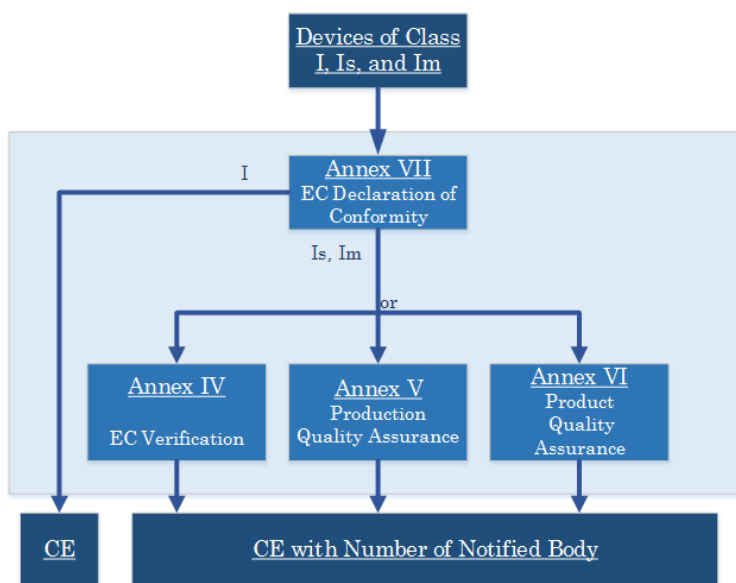 Devices of Class
I, Is, and Im
Annex VII
EC Declaration of
Conformity
I
Is, Im
or
Annex IV
EC Verification
Annex V
Production
Quality Assurance
Annex VI
Product
Quality
Assurance
CE
CE with Number of Notified Body